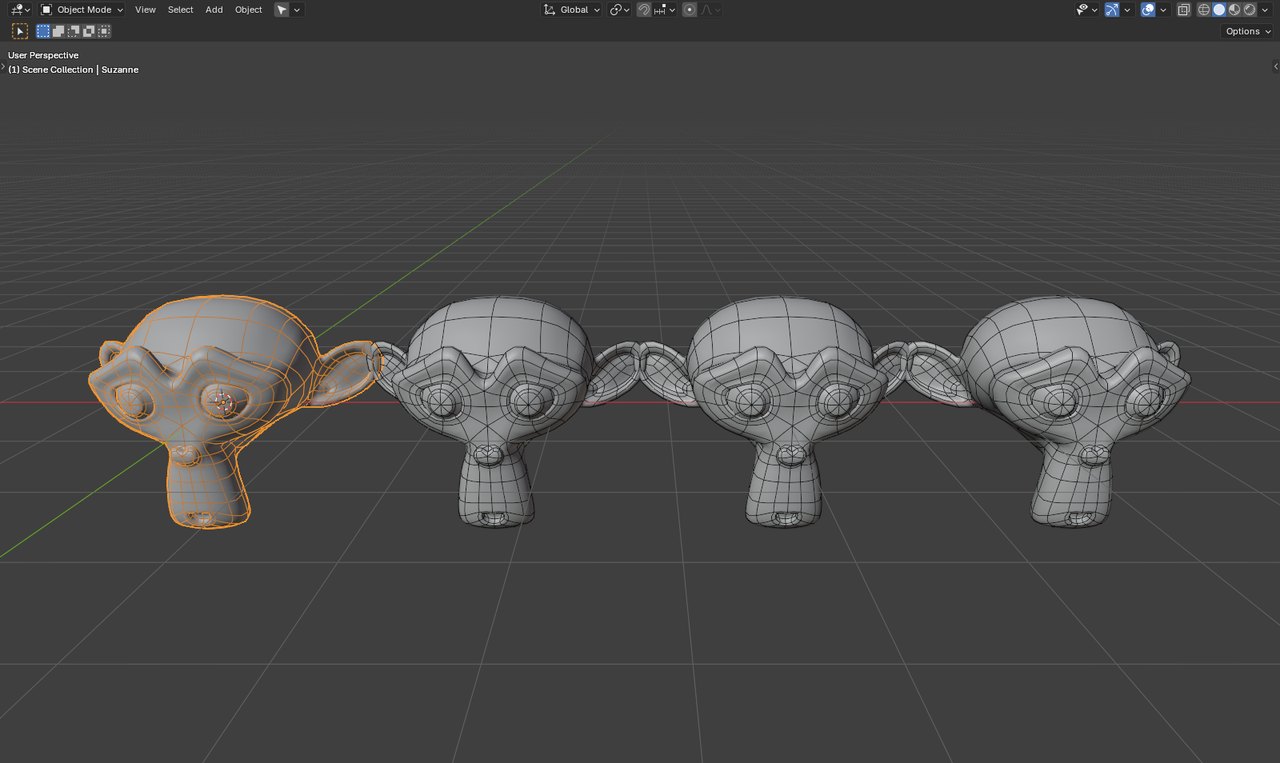 Object Mode View Select Add Object Global
Options
User Perspective
(1) Scene Collection | Suzanne